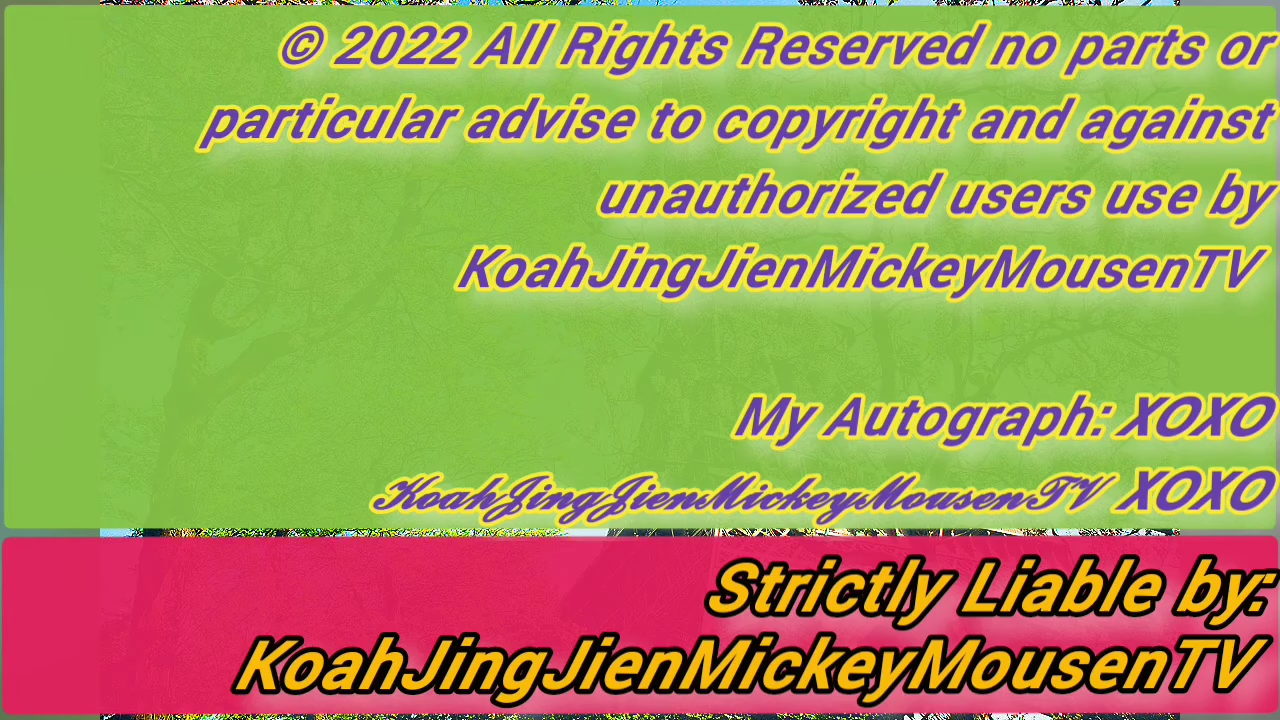 © 2022 All Rights Reserved no parts or
particular advise to copyright and against
unauthorized users use by
KoahJingJienMickeyMousenTV
My Autograph: XOXO
𝓚𝓸𝓪𝓱𝓙𝓲𝓷𝓰𝓙𝓲𝓮𝓷𝓜𝓲𝓬𝓴𝓮𝔂𝓜𝓸𝓾𝓼𝓮𝓷𝓣𝓥 XOXO
Strictly Liable by:
KoahJingJienMickeyMousenTV